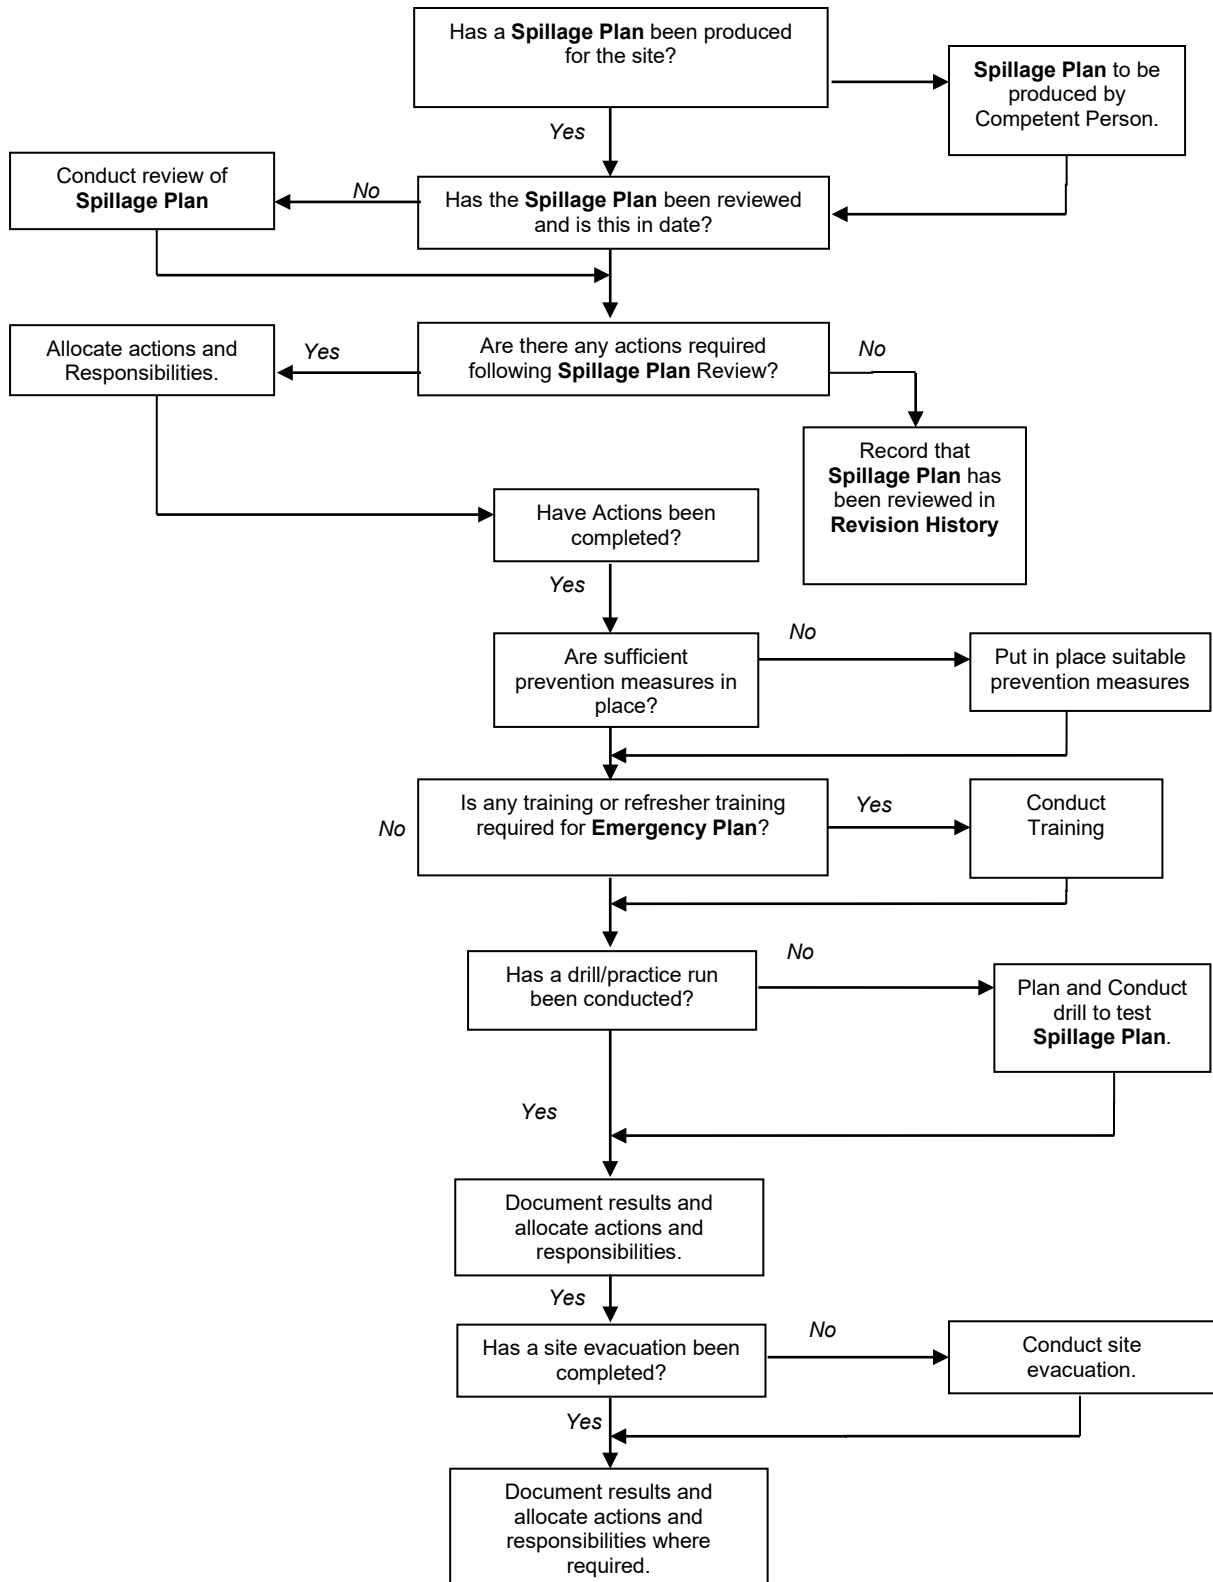 Has a Spillage Plan been produced
for the site?
Spillage Plan to be
produced by
Competent Person.
Yes
Conduct review of
Spillage Plan
No
Has the Spillage Plan been reviewed
and is this in date?
Allocate actions and
Responsibilities.
Yes
Are there any actions required
following Spillage Plan Review?
No
Record that
Spillage Plan has
been reviewed in
Revision History
Have Actions been
completed?
Yes
Are sufficient
prevention measures in
place?
No
Put in place suitable
prevention measures
No
Is any training or refresher training
required for Emergency Plan?
Yes
Conduct
Training
Has a drill/practice run
been conducted?
No
Plan and Conduct
drill to test
Spillage Plan.
Yes
Document results and
allocate actions and
responsibilities.
Yes
Has a site evacuation been
completed?
No
Conduct site
evacuation.
Yes
Document results and
allocate actions and
responsibilities where
required.